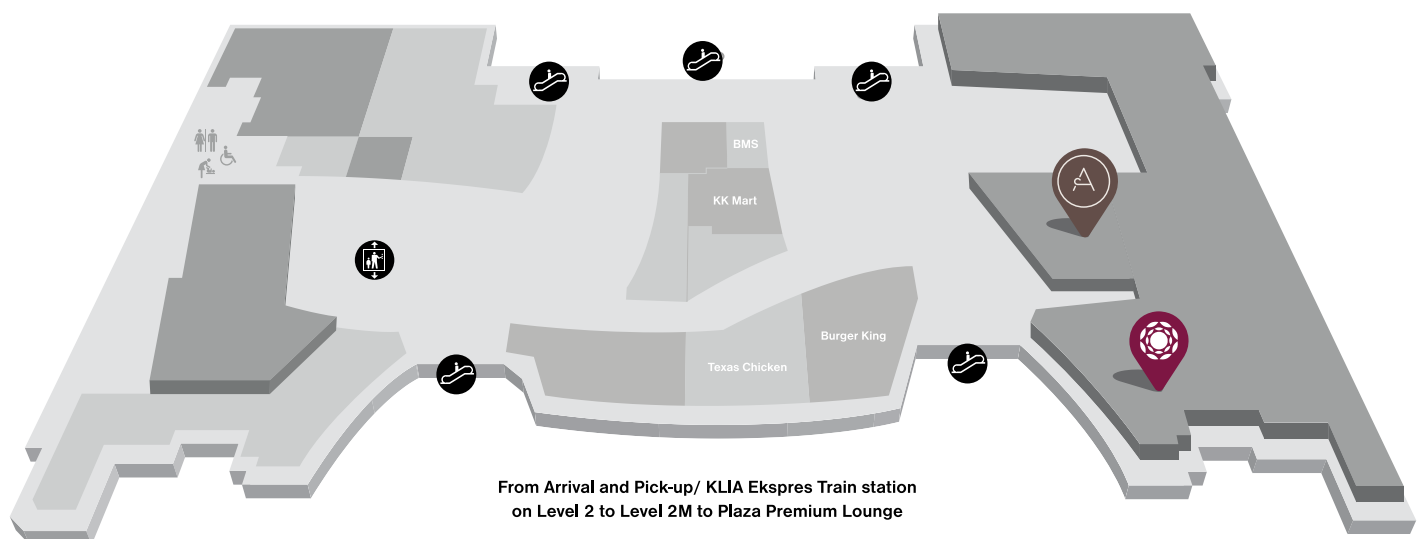 BMS
KK Mart
Burger King
Texas Chicken
From Arrival and Pick-up/ KLIA Ekspres Train station
on Level 2 to Level 2M to Plaza Premium Lounge